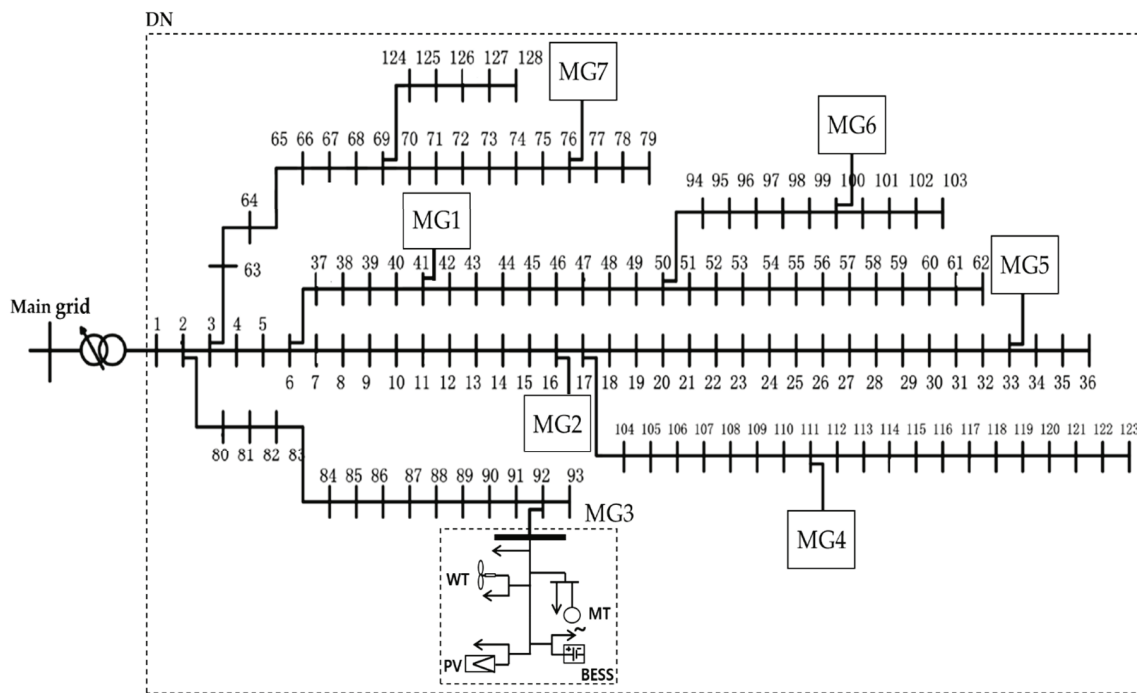 DN
124 125 126 127 128
MG7
MG6
65 66 67 68 69 70 71 72 73 74 75 76 77 78 79
94 95 96 97 98 99 100 101 102 103
64
MG1
63
37 38 39 40 41 42 43 44 45 46 47 48 49 50 51 52 53 54 55 56 57 58 59 60 61 62
MG5
Main grid
1 2 3 4 5
6 7 8 9 10 11 12 13 14 15 16 17 18 19 20 21 22 23 24 25 26 27 28 29 30 31 32 33 34 35 36
MG2
104 105 106 107 108 109 110 111 112 113 114 115 116 117 118 119 120 121 122 123
80 81 82 83
84 85 86 87 88 89 90 91 92 93
MG3
MG4
WT
MT
~
PV
BESS